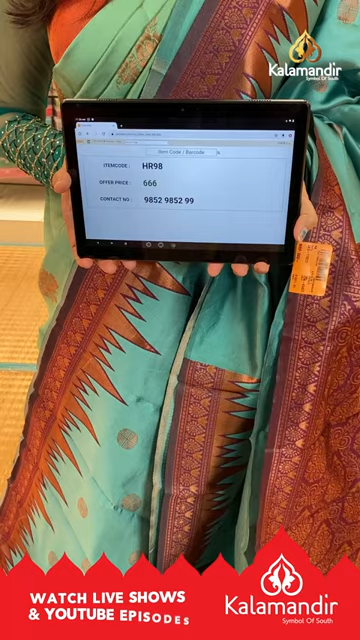 Kalamandir
Symbol Of South
Item Code / Barcode
ITEMCODE : HR98
OFFER PRICE : 666
CONTACT NO : 9852 9852 99
WATCH LIVE SHOWS
& YOUTUBE EPISODES
Kalamandir
Symbol Of South